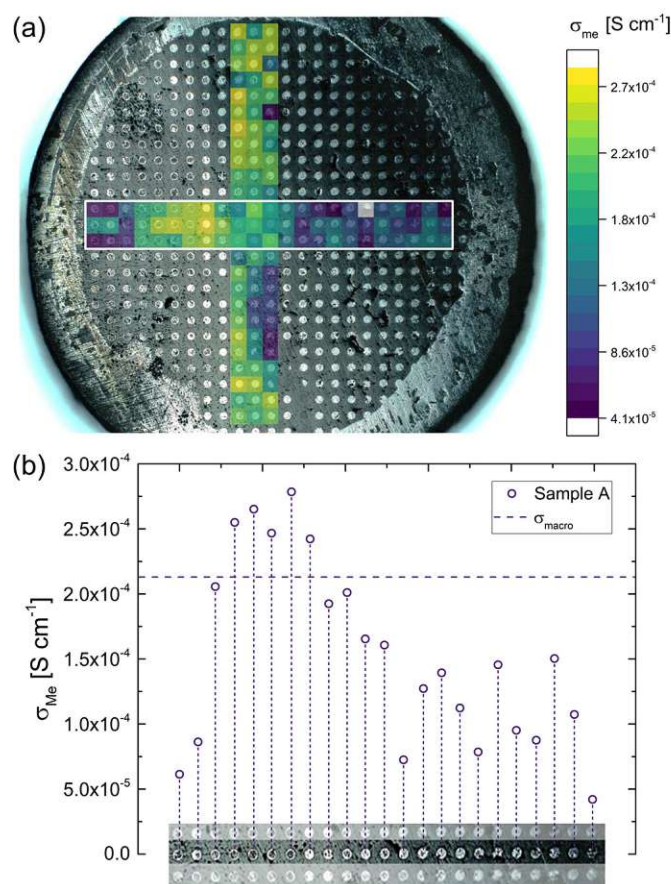 (a)
σme [S cm⁻¹]
2.7x10⁻⁴
2.2x10⁻⁴
1.8x10⁻⁴
1.3x10⁻⁴
8.6x10⁻⁵
4.1x10⁻⁵
(b)
3.0x10⁻⁴
2.5x10⁻⁴
2.0x10⁻⁴
1.5x10⁻⁴
1.0x10⁻⁴
5.0x10⁻⁵
0.0
σMe [S cm⁻¹]
Sample A
σmacro